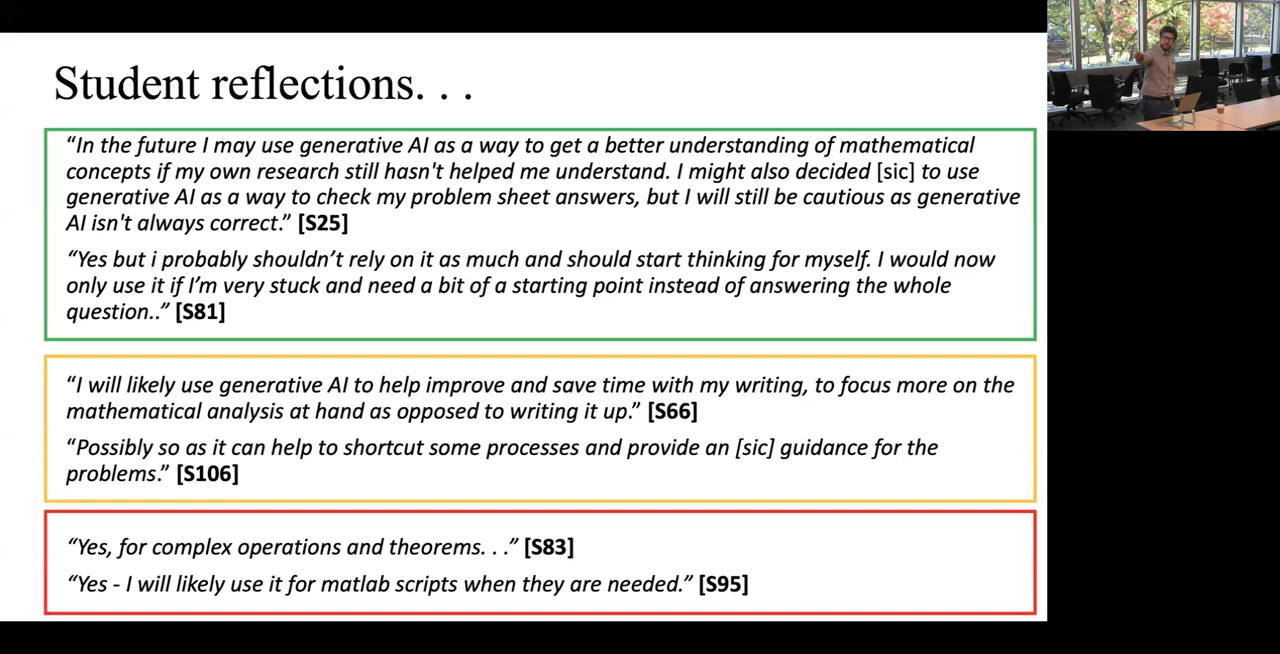 Student reflections. . .
“In the future I may use generative AI as a way to get a better understanding of mathematical
concepts if my own research still hasn't helped me understand. I might also decided [sic] to use
generative AI as a way to check my problem sheet answers, but I will still be cautious as generative
AI isn't always correct.” [S25]
“Yes but i probably shouldn’t rely on it as much and should start thinking for myself. I would now
only use it if I’m very stuck and need a bit of a starting point instead of answering the whole
question..” [S81]
“I will likely use generative AI to help improve and save time with my writing, to focus more on the
mathematical analysis at hand as opposed to writing it up.” [S66]
“Possibly so as it can help to shortcut some processes and provide an [sic] guidance for the
problems.” [S106]
“Yes, for complex operations and theorems. . .” [S83]
“Yes - I will likely use it for matlab scripts when they are needed.” [S95]